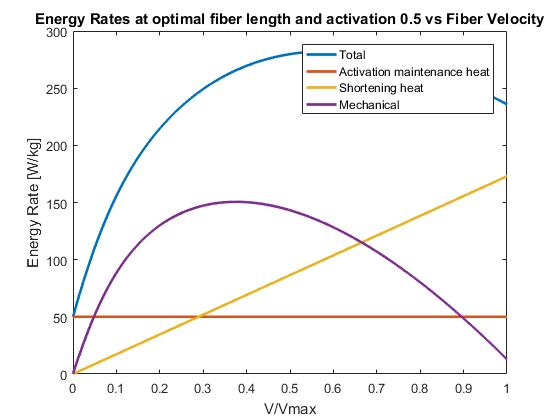 Energy Rates at optimal fiber length and activation 0.5 vs Fiber Velocity
300
250
200
150
100
50
0
Energy Rate [W/kg]
Total
Activation maintenance heat
Shortening heat
Mechanical
0 0.1 0.2 0.3 0.4 0.5 0.6 0.7 0.8 0.9 1
V/Vmax